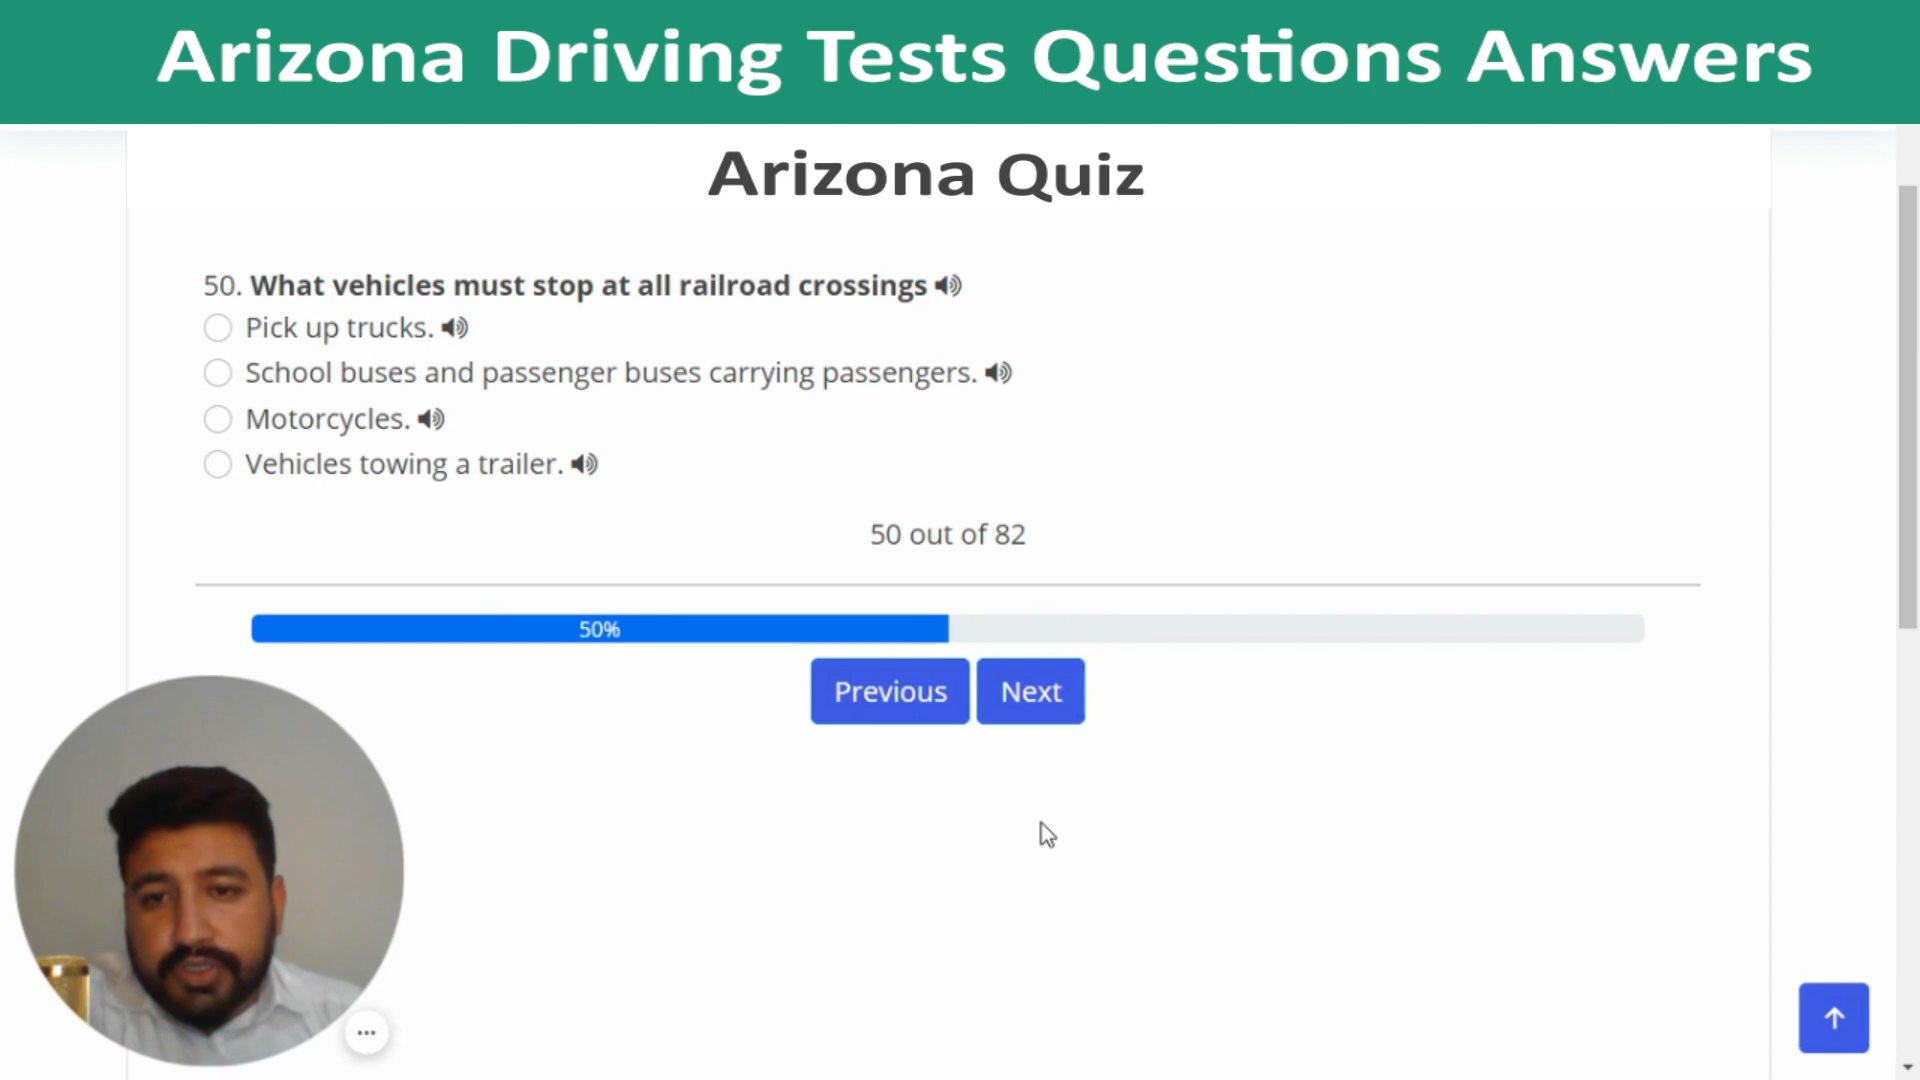 Arizona Driving Tests Questions Answers
Arizona Quiz
50. What vehicles must stop at all railroad crossings
Pick up trucks.
School buses and passenger buses carrying passengers.
Motorcycles.
Vehicles towing a trailer.
50 out of 82
50%
Previous Next